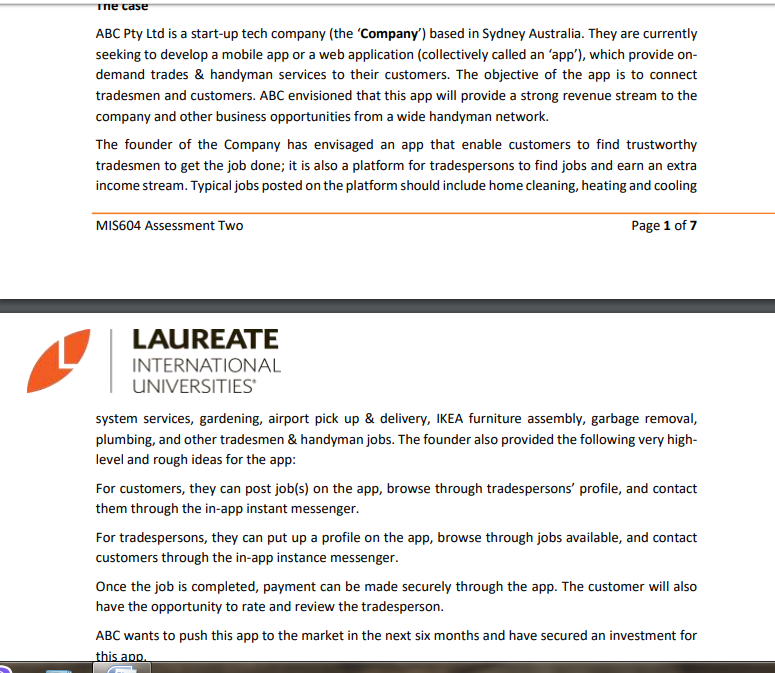 The case
ABC Pty Ltd is a start-up tech company (the ‘Company’) based in Sydney Australia. They are currently
seeking to develop a mobile app or a web application (collectively called an ‘app’), which provide on-
demand trades & handyman services to their customers. The objective of the app is to connect
tradesmen and customers. ABC envisioned that this app will provide a strong revenue stream to the
company and other business opportunities from a wide handyman network.
The founder of the Company has envisaged an app that enable customers to find trustworthy
tradesmen to get the job done; it is also a platform for tradespersons to find jobs and earn an extra
income stream. Typical jobs posted on the platform should include home cleaning, heating and cooling
MIS604 Assessment Two Page 1 of 7
LAUREATE
INTERNATIONAL
UNIVERSITIES®
system services, gardening, airport pick up & delivery, IKEA furniture assembly, garbage removal,
plumbing, and other tradesmen & handyman jobs. The founder also provided the following very high-
level and rough ideas for the app:
For customers, they can post job(s) on the app, browse through tradespersons’ profile, and contact
them through the in-app instant messenger.
For tradespersons, they can put up a profile on the app, browse through jobs available, and contact
customers through the in-app instance messenger.
Once the job is completed, payment can be made securely through the app. The customer will also
have the opportunity to rate and review the tradesperson.
ABC wants to push this app to the market in the next six months and have secured an investment for
this app.